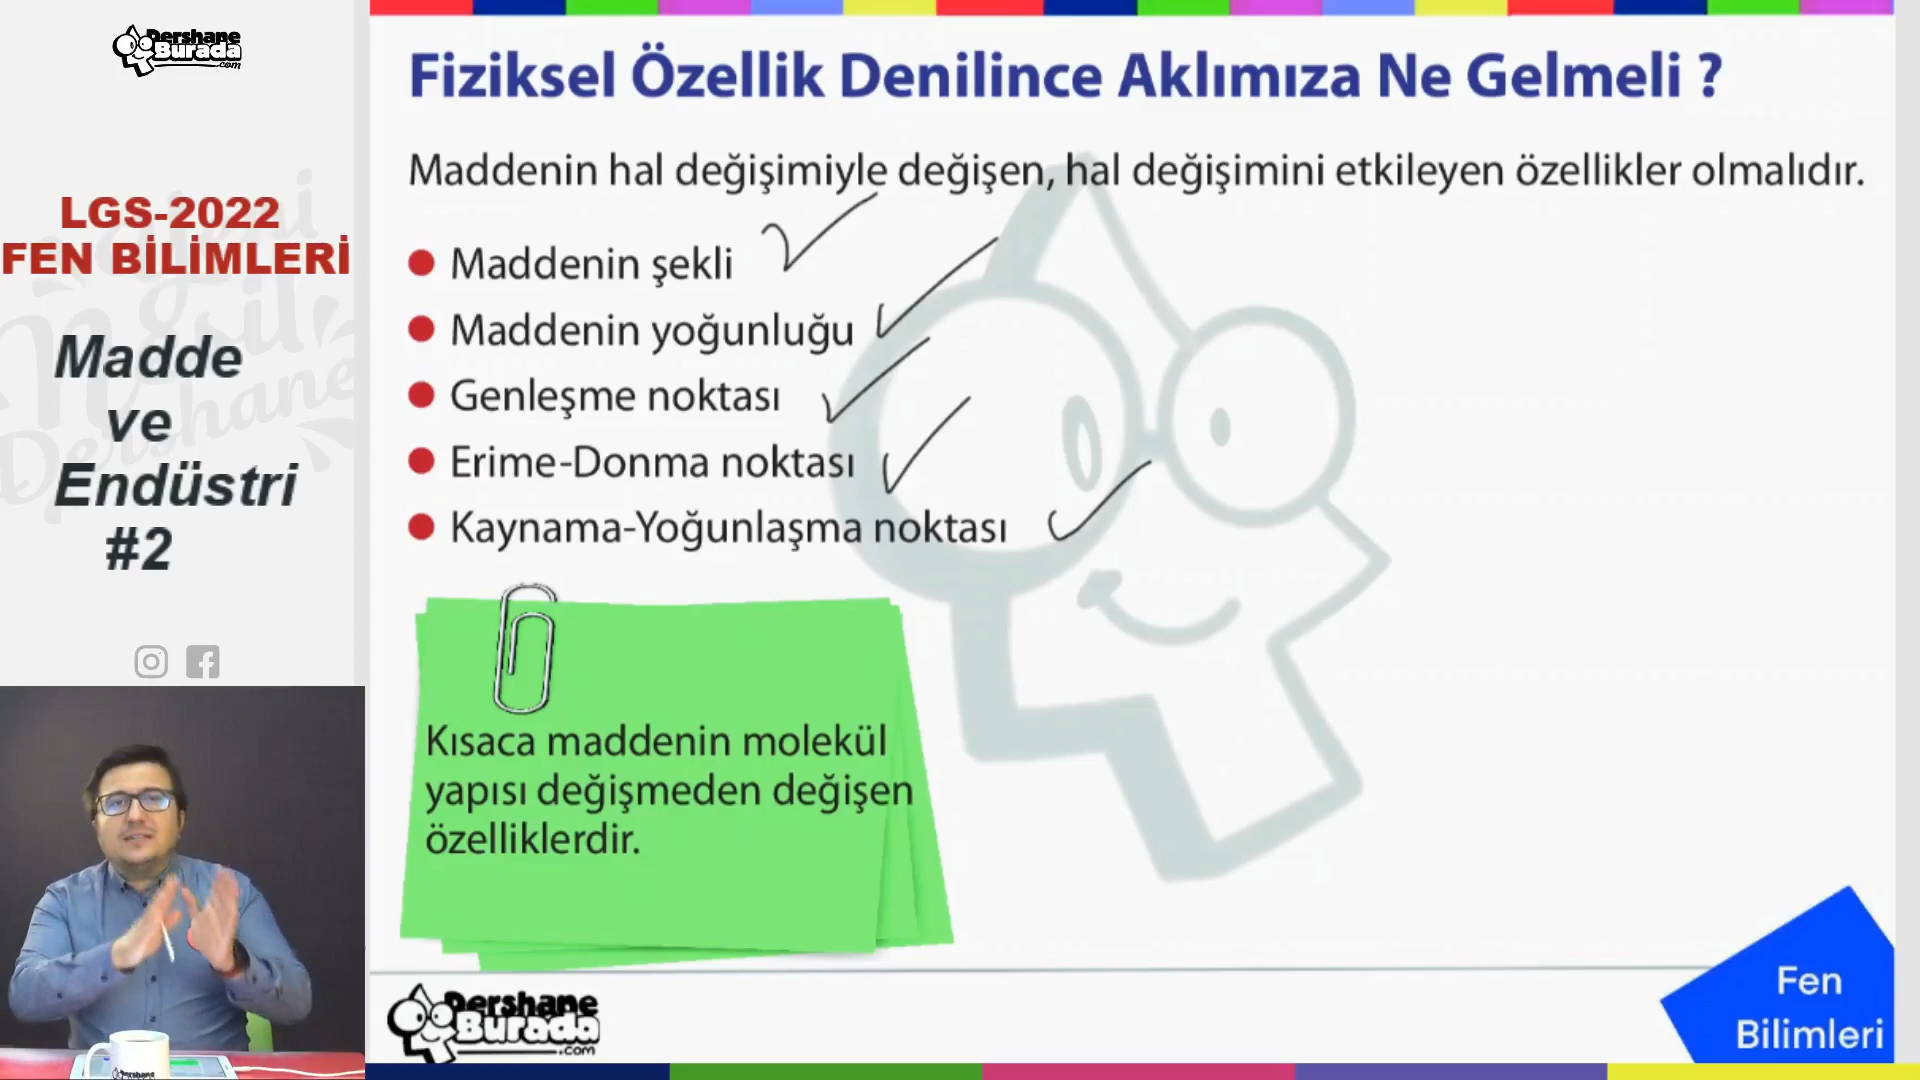 Dershane
Burada
.com
LGS-2022
FEN BİLİMLERİ
Madde
ve
Endüstri
#2
Fiziksel Özellik Denilince Aklımıza Ne Gelmeli ?
Maddenin hal değişimiyle değişen, hal değişimini etkileyen özellikler olmalıdır.
Maddenin şekli
Maddenin yoğunluğu
Genleşme noktası
Erime-Donma noktası
Kaynama-Yoğunlaşma noktası
Kısaca maddenin molekül
yapısı değişmeden değişen
özelliklerdir.
Dershane
Burada
.com
Fen
Bilimleri